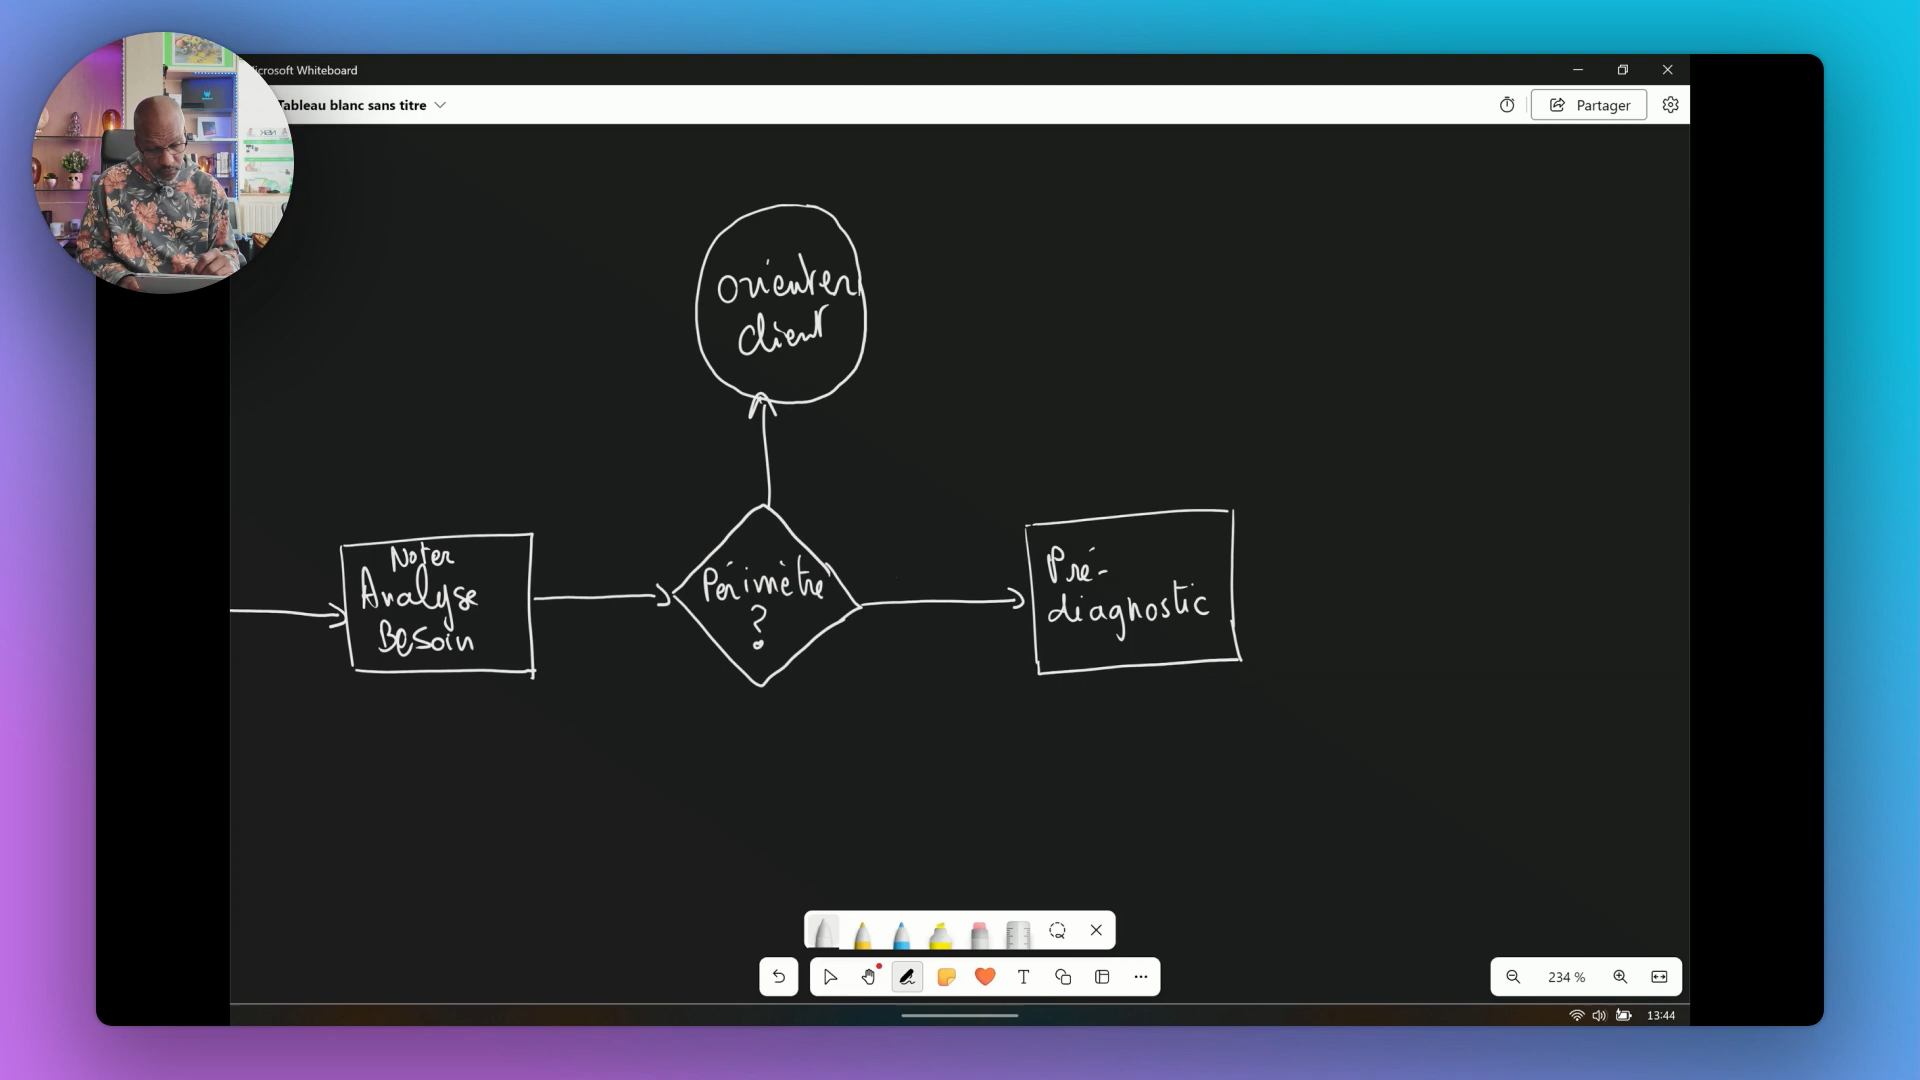 Microsoft Whiteboard
Tableau blanc sans titre
Partager
Orienter
client
Noter
Analyse
Besoin
Périmètre
?
Pré-
diagnostic
234 %
13:44